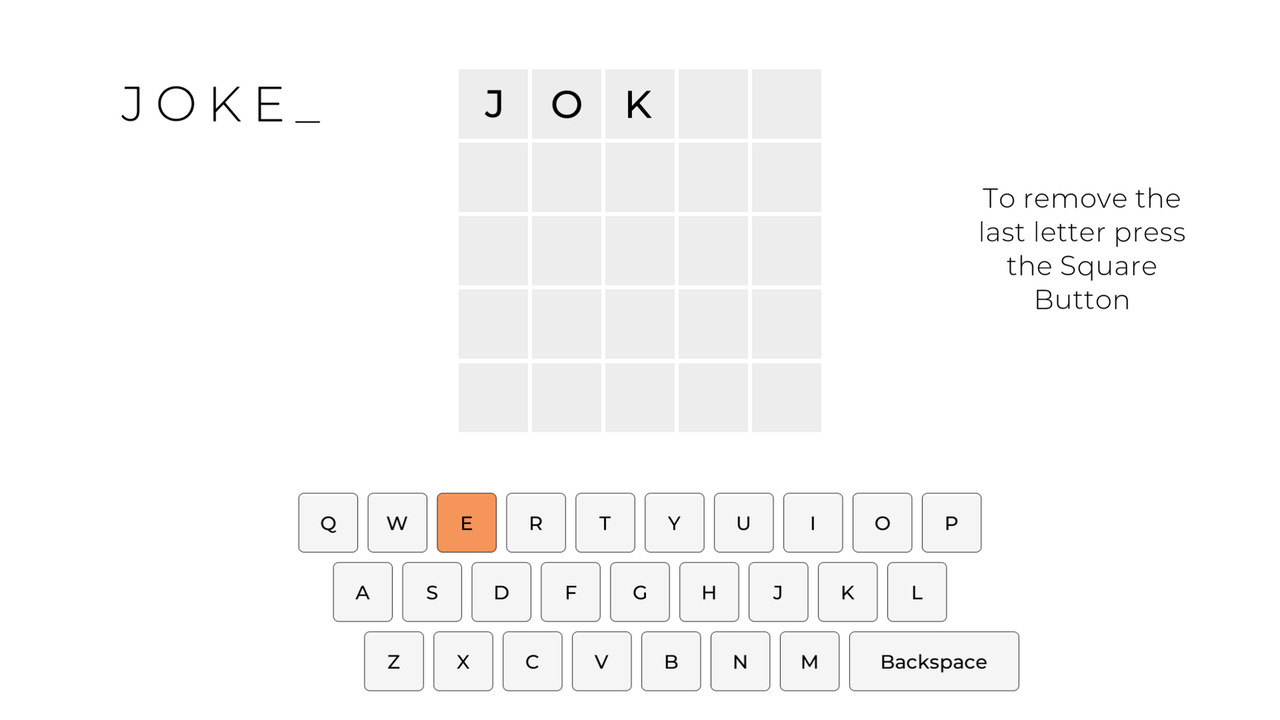 JOKE_
J O K
To remove the
last letter press
the Square
Button
Q W E R T Y U I O P
A S D F G H J K L
Z X C V B N M Backspace